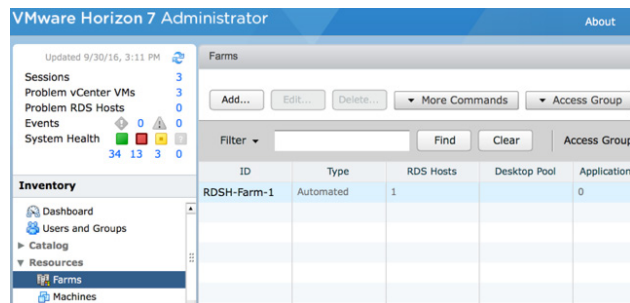 VMware Horizon 7 Administrator
About
Updated 9/30/16, 3:11 PM
Sessions 3
Problem vCenter VMs 3
Problem RDS Hosts 0
Events 0 0
System Health
34 13 3 0
Inventory
Dashboard
Users and Groups
Catalog
Resources
Farms
Machines
Farms
Add... Edit... Delete... More Commands Access Group
Filter Find Clear Access Group
ID Type RDS Hosts Desktop Pool Application
RDSH-Farm-1 Automated 1 0